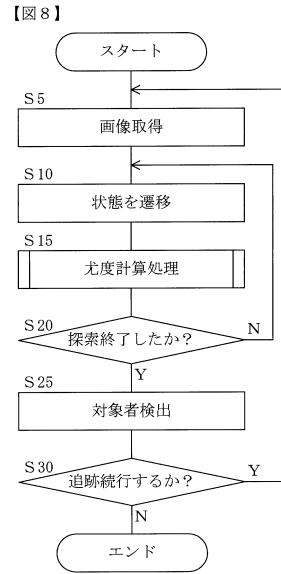 【図8】
スタート
S5
画像取得
S10
状態を遷移
S15
尤度計算処理
S20
探索終了したか？
N
Y
S25
対象者検出
S30
追跡続行するか？
Y
N
エンド